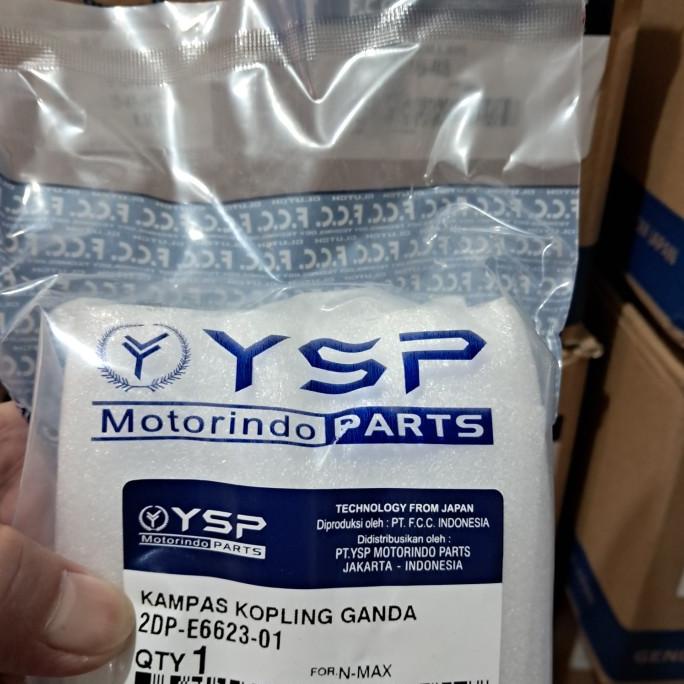 F.C.C. F.C.C. F.C.C. F.C.C.
YSP
Motorindo PARTS
YSP
Motorindo PARTS
TECHNOLOGY FROM JAPAN
Diproduksi oleh : PT. F.C.C. INDONESIA
Didistribusikan oleh :
PT.YSP MOTORINDO PARTS
JAKARTA - INDONESIA
KAMPAS KOPLING GANDA
2DP-E6623-01
QTY 1
FOR.N-MAX
JAPAN